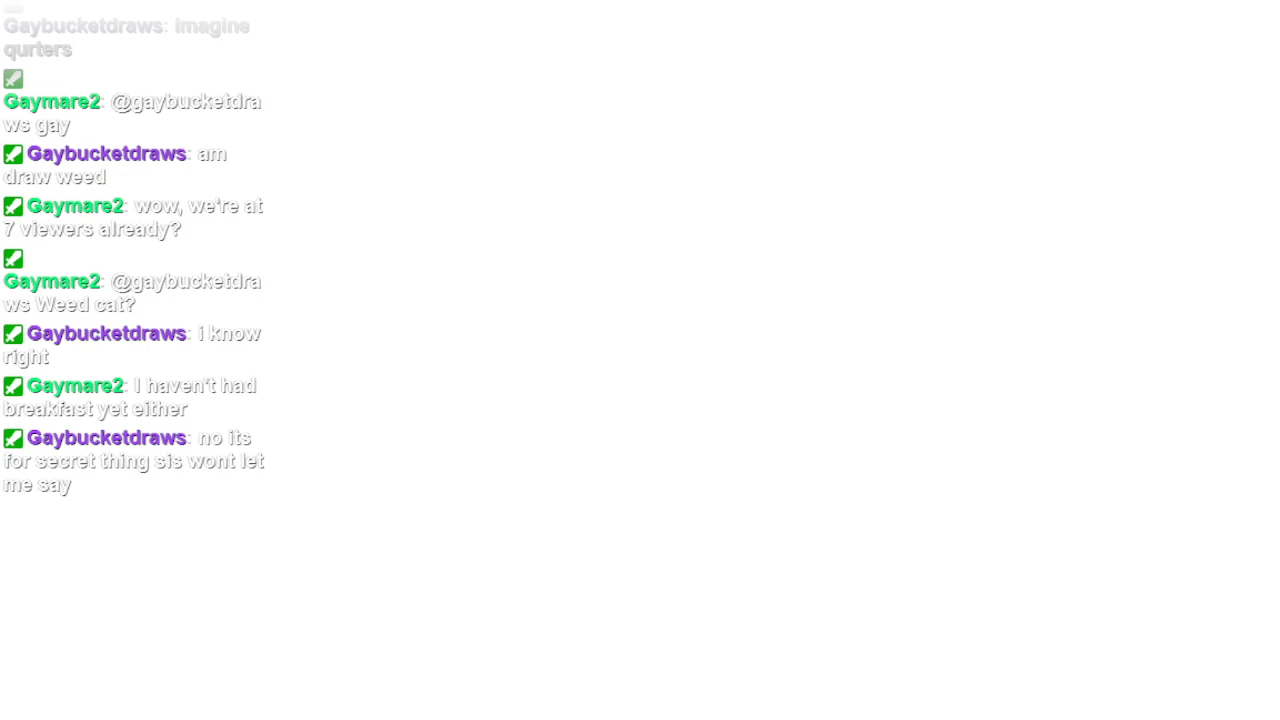 Gaybucketdraws: imagine
qurters
Gaymare2: @gaybucketdra
ws gay
Gaybucketdraws: am
draw weed
Gaymare2: wow, we're at
7 viewers already?
Gaymare2: @gaybucketdra
ws Weed cat?
Gaybucketdraws: i know
right
Gaymare2: I haven't had
breakfast yet either
Gaybucketdraws: no its
for secret thing sis wont let
me say